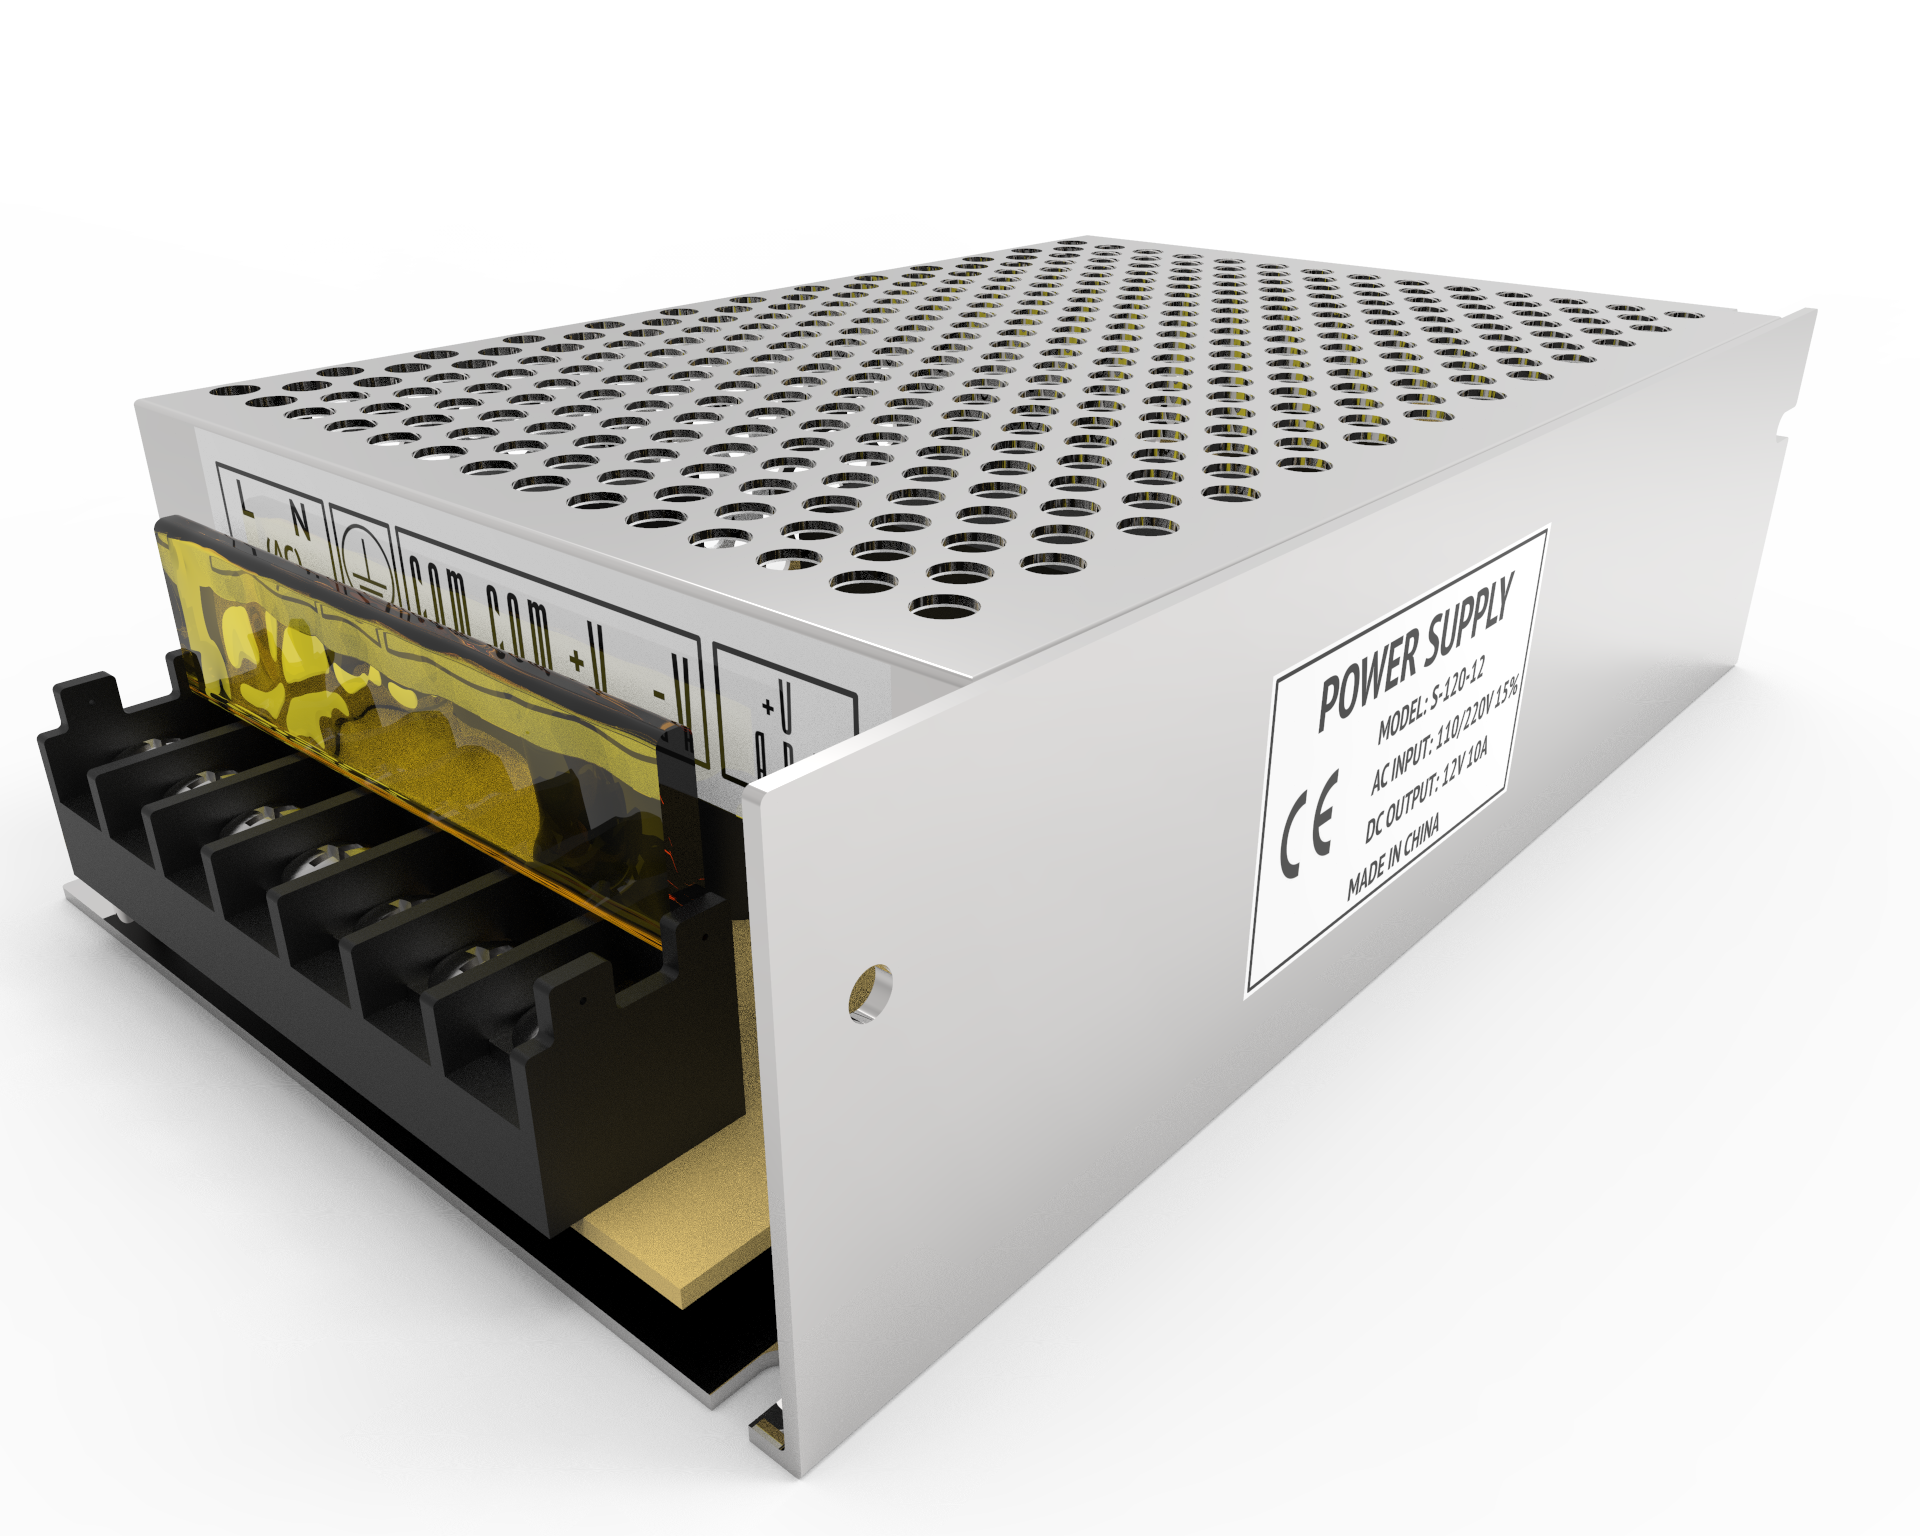 L N
(AC)
com com +V -V
+V
POWER SUPPLY
MODEL: S-120-12
AC INPUT: 110/220V 15%
DC OUTPUT: 12V 10A
CE
MADE IN CHINA